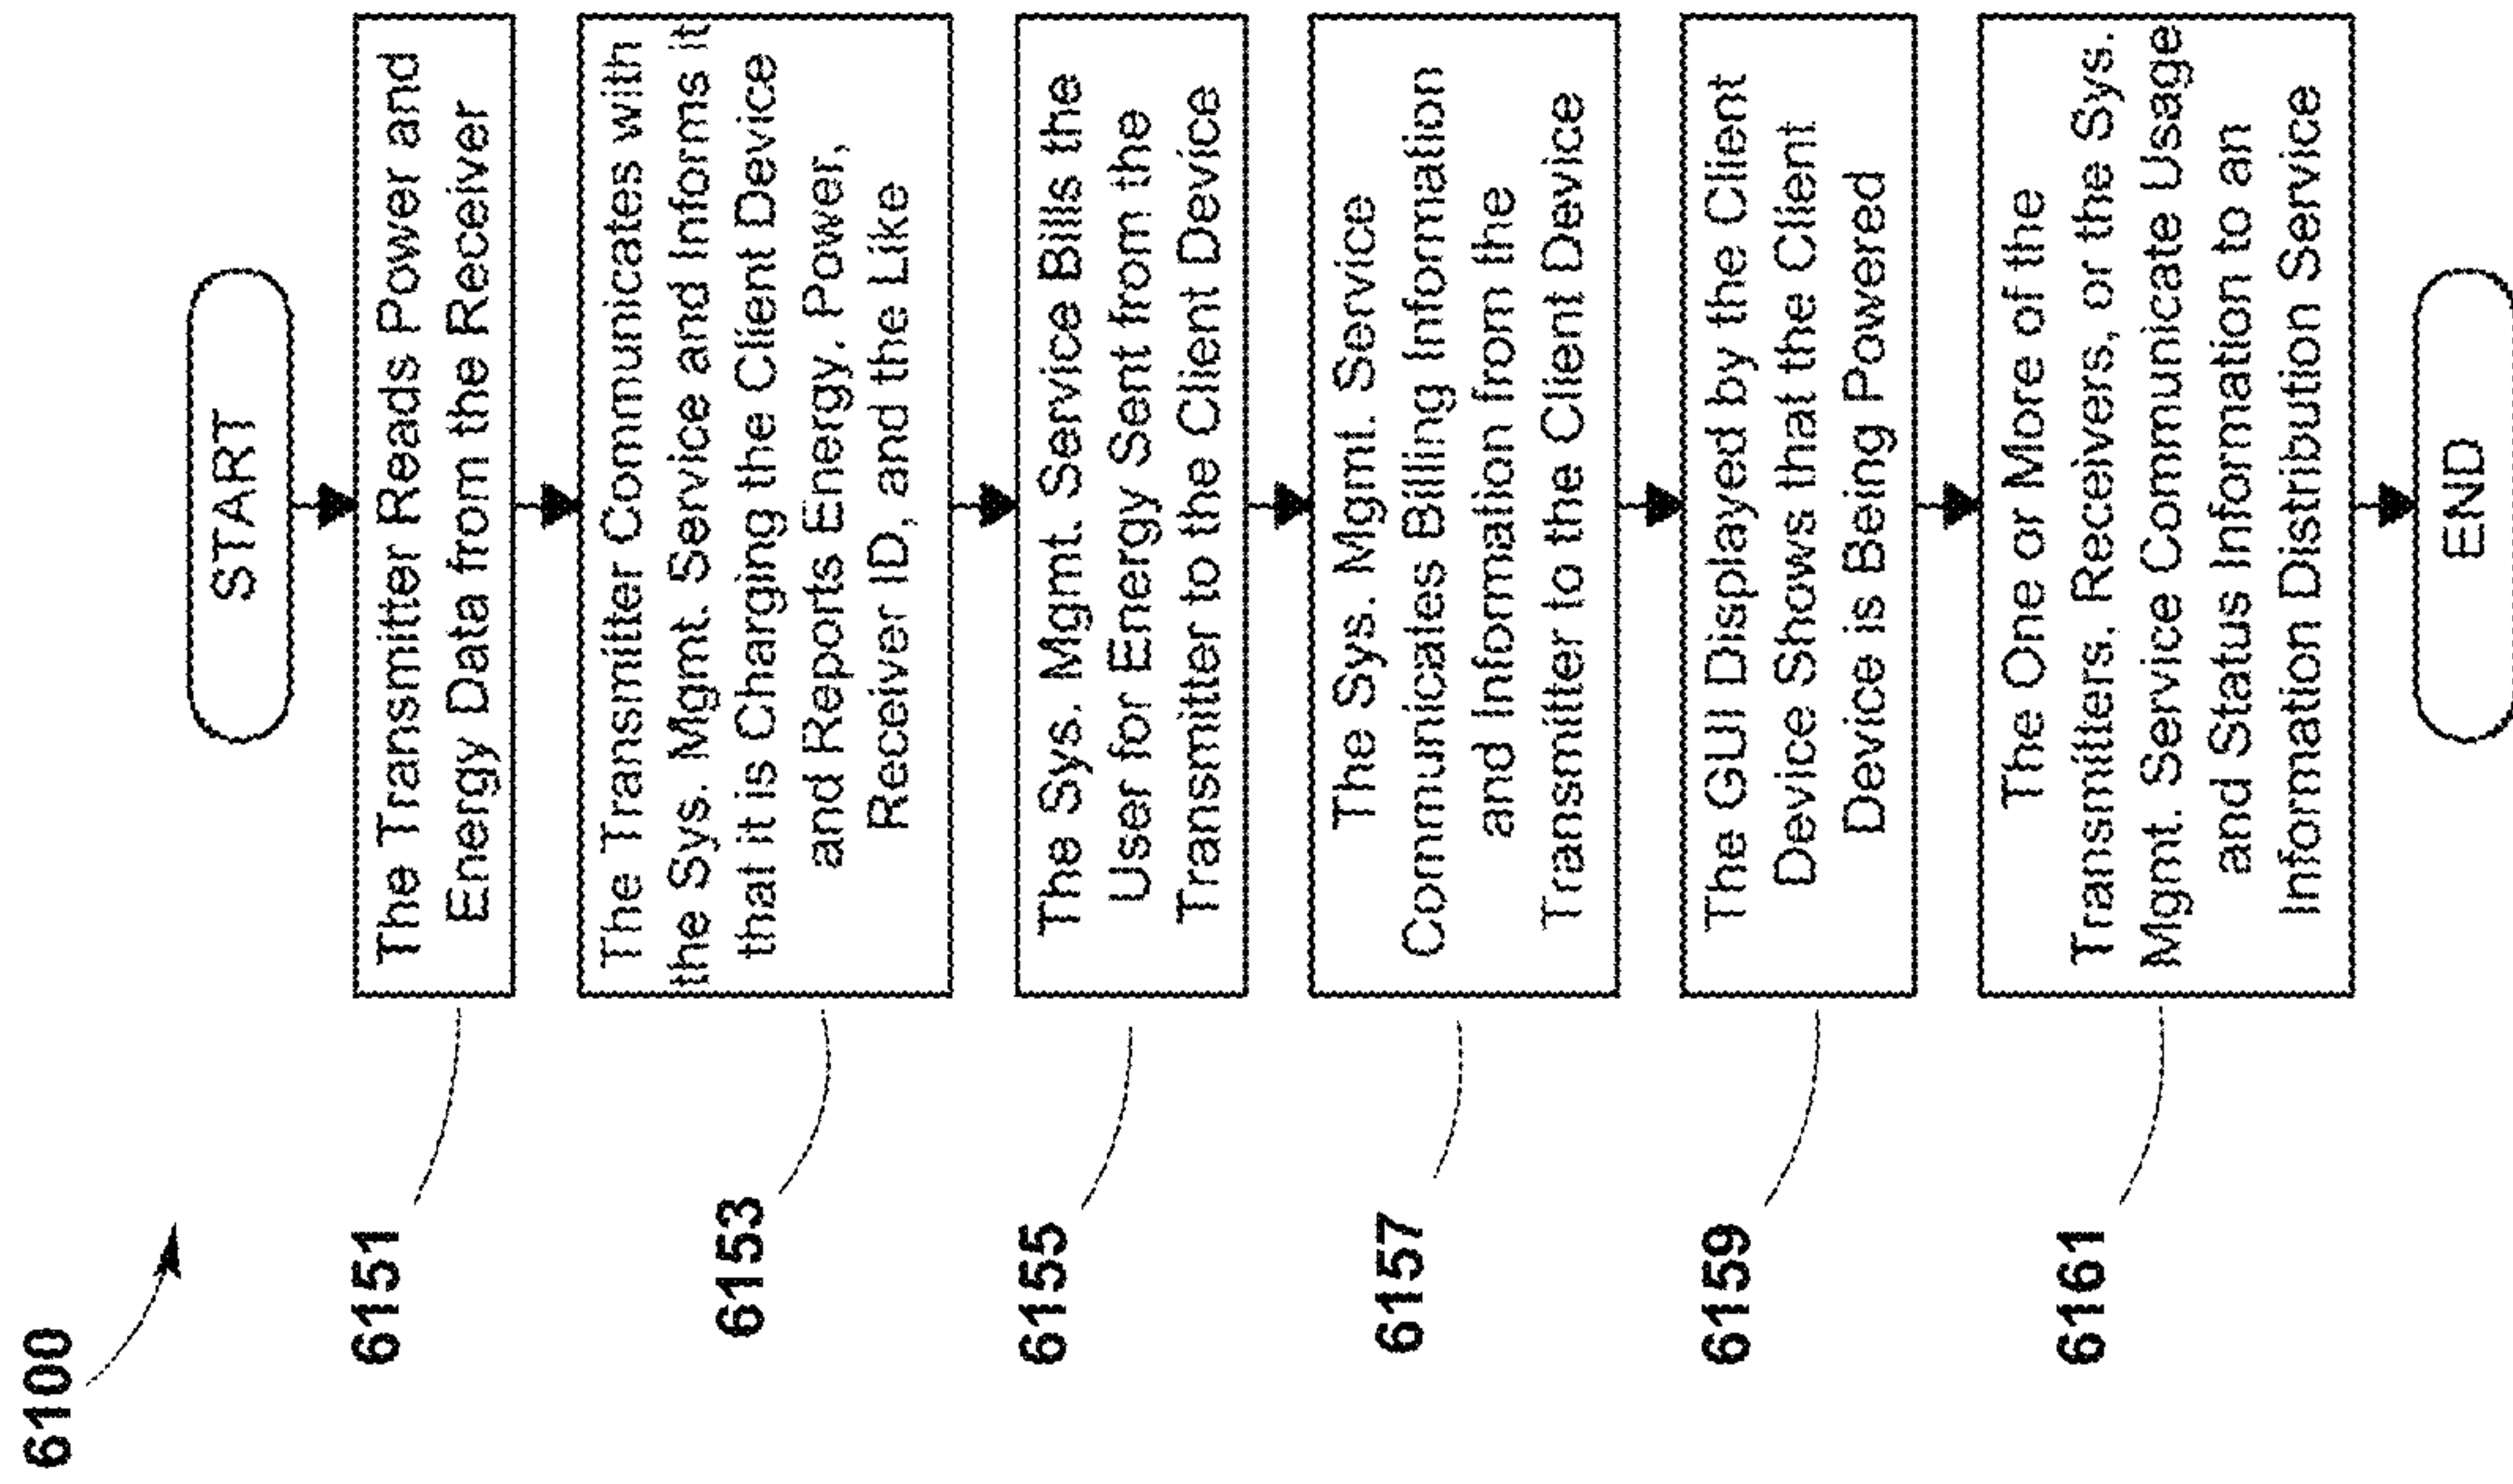 6100
START
6151
The Transmitter Reads Power and
Energy Data from the Receiver
6153
The Transmitter Communicates with
the Sys. Mgmt. Service and Informs it
that it is Charging the Client Device
and Reports Energy, Power,
Receiver ID, and the Like
6155
The Sys. Mgmt. Service Bills the
User for Energy Sent from the
Transmitter to the Client Device
6157
The Sys. Mgmt. Service
Communicates Billing Information
and Information from the
Transmitter to the Client Device
6159
The GUI Displayed by the Client
Device Shows that the Client
Device is Being Powered
6161
The One or More of the
Transmitters, Receivers, or the Sys.
Mgnt. Service Communicate Usage
and Status Information to an
Information Distribution Service
END